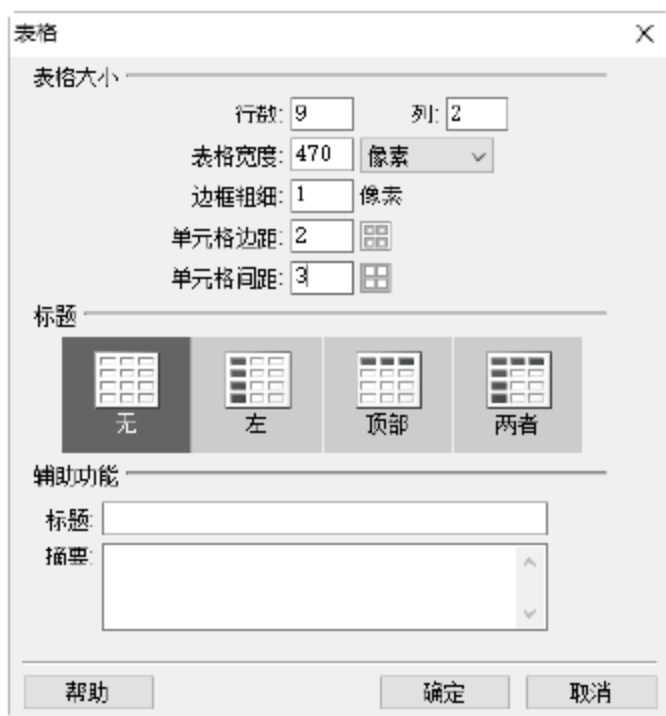 表格
表格大小
行数: 9 列: 2
表格宽度: 470 像素
边框粗细: 1 像素
单元格边距: 2
单元格间距: 3
标题
无 左 顶部 两者
辅助功能
标题:
摘要:
帮助 确定 取消